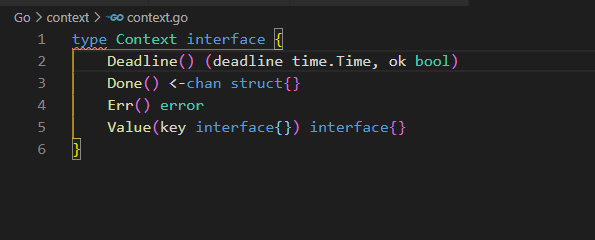 Go > context > context.go
1 type Context interface {
2 Deadline() (deadline time.Time, ok bool)
3 Done() <-chan struct{}
4 Err() error
5 Value(key interface{}) interface{}
6 }